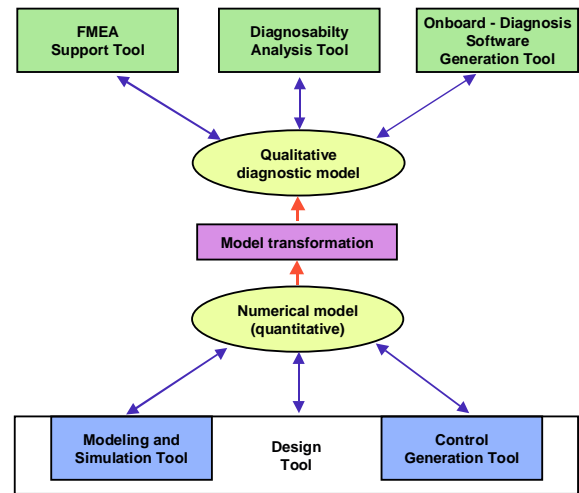 FMEA
Support Tool
Diagnosabilty
Analysis Tool
Onboard - Diagnosis
Software
Generation Tool
Qualitative
diagnostic model
Model transformation
Numerical model
(quantitative)
Modeling and
Simulation Tool
Design
Tool
Control
Generation Tool